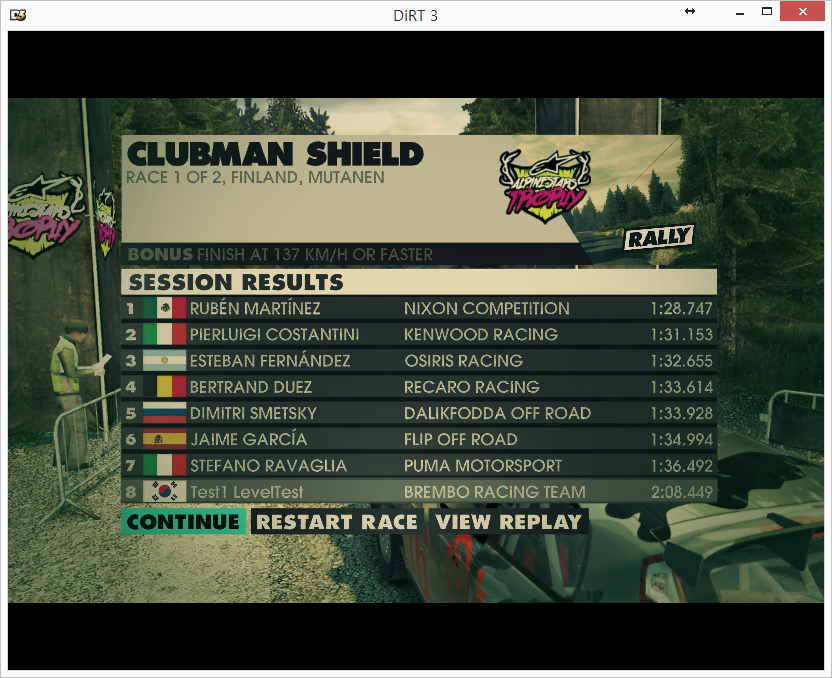 DiRT 3
CLUBMAN SHIELD
RACE 1 OF 2, FINLAND, MUTANEN
ALPINESTARS
TROPHY
RALLY
BONUS FINISH AT 137 KM/H OR FASTER
SESSION RESULTS
1 RUBÉN MARTÍNEZ NIXON COMPETITION 1:28.747
2 PIERLUIGI COSTANTINI KENWOOD RACING 1:31.153
3 ESTEBAN FERNÁNDEZ OSIRIS RACING 1:32.655
4 BERTRAND DUEZ RECARO RACING 1:33.614
5 DIMITRI SMETSKY DALIKFODDA OFF ROAD 1:33.928
6 JAIME GARCÍA FLIP OFF ROAD 1:34.994
7 STEFANO RAVAGLIA PUMA MOTORSPORT 1:36.492
8 Test1 LevelTest BREMBO RACING TEAM 2:08.449
CONTINUE RESTART RACE VIEW REPLAY